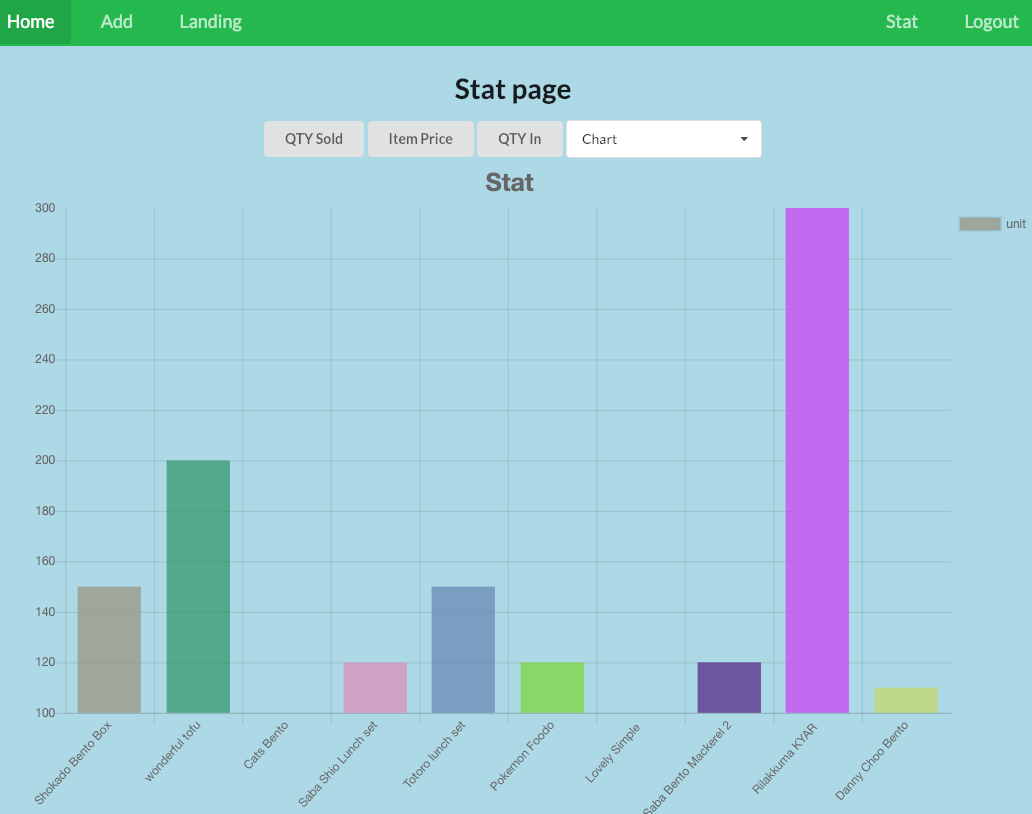 Home Add Landing Stat Logout
Stat page
QTY Sold Item Price QTY In Chart
Stat
unit
300
280
260
240
220
200
180
160
140
120
100
Shokado Bento Box
wonderful tofu
Cats Bento
Saba Shio Lunch set
Totoro lunch set
Pokemon Foodo
Lovely Simple
Saba Bento Mackerel 2
Rilakkuma KYAR
Danny Choo Bento